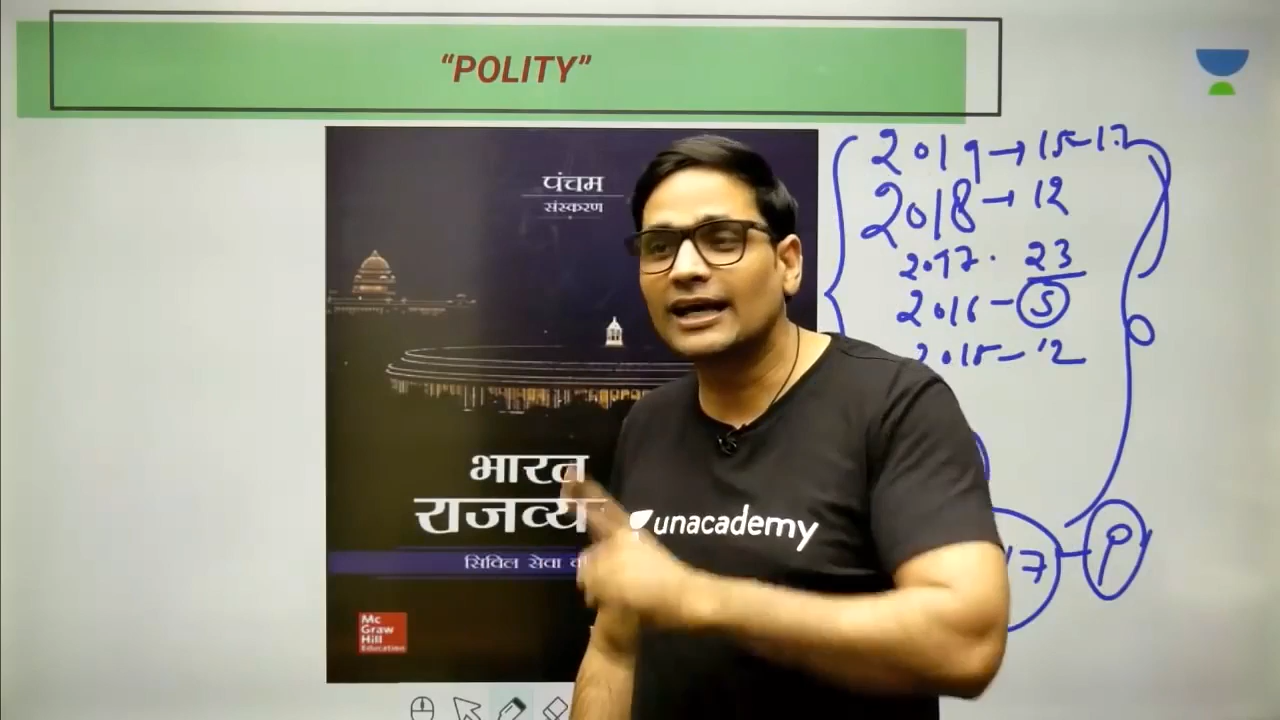 “POLITY”
पंचम
संस्करण
भारत
राजव्य
सिविल सेवा
Mc
Graw
Hill
Education
unacademy
2019→15-17
2018→12
2017. 23
2016-5
2015-12
17-P